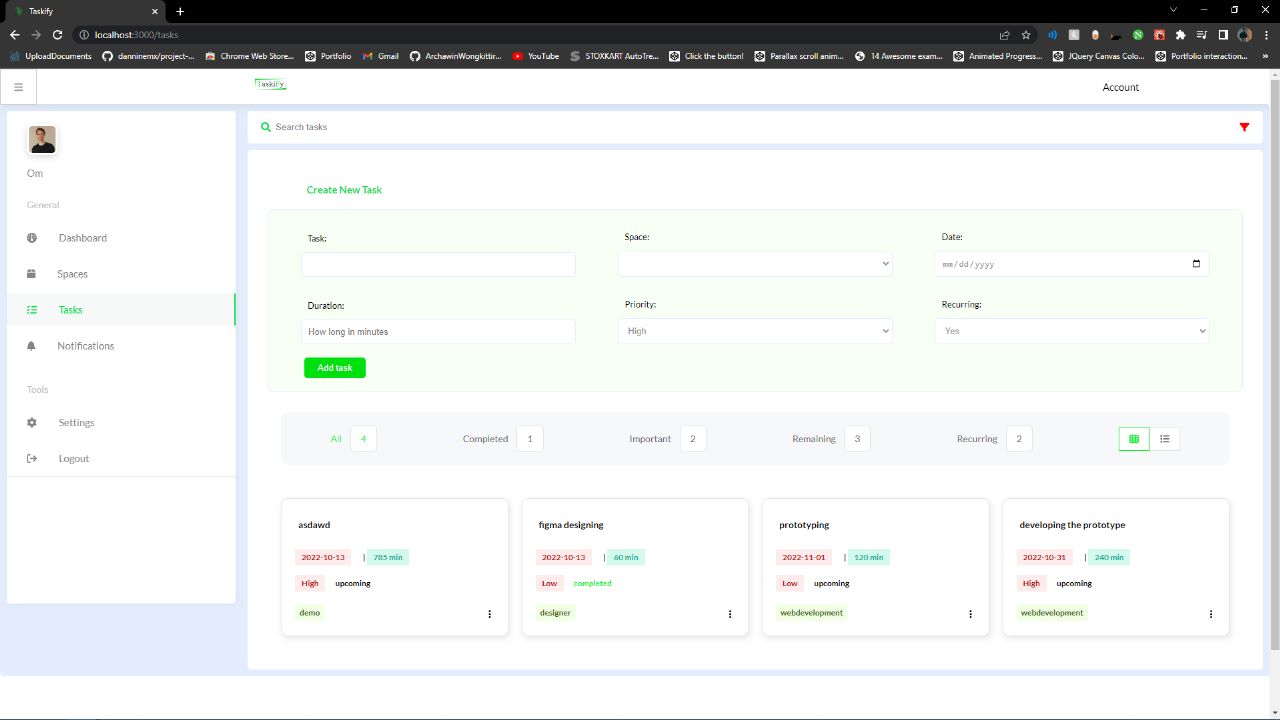 Taskify
localhost:3000/tasks
UploadDocuments danninemx/project-... Chrome Web Store... Portfolio Gmail ArchawinWongkittir... YouTube STOXKART AutoTre... Click the button! Parallax scroll anim... 14 Awesome exam... Animated Progress... JQuery Canvas Colo... Portfolio interaction...
Taskify
Account
Om
General
Dashboard
Spaces
Tasks
Notifications
Tools
Settings
Logout
Search tasks
Create New Task
Task: Space: Date:
mm/dd/yyyy
Duration: Priority: Recurring:
How long in minutes High Yes
Add task
All 4 Completed 1 Important 2 Remaining 3 Recurring 2
asdawd
2022-10-13 | 785 min
High upcoming
demo
figma designing
2022-10-13 | 60 min
Low completed
designer
prototyping
2022-11-01 | 120 min
Low upcoming
webdevelopment
developing the prototype
2022-10-31 | 240 min
High upcoming
webdevelopment